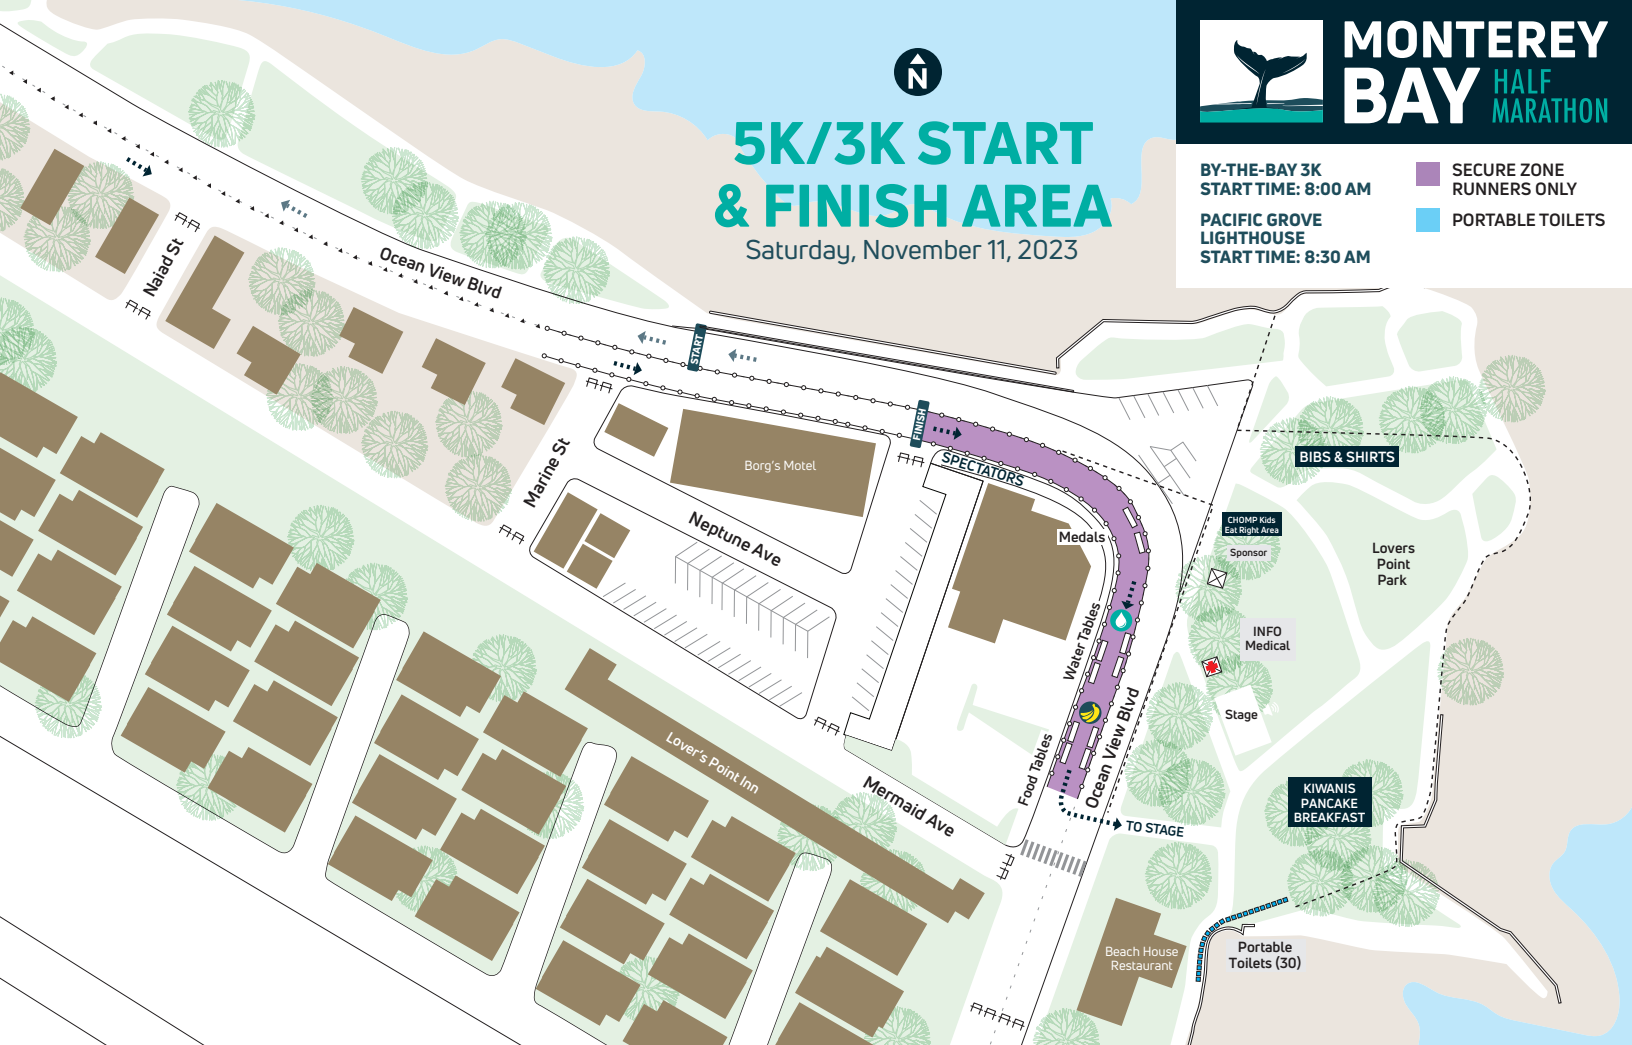 MONTEREY
BAY HALF
MARATHON
N
5K/3K START
& FINISH AREA
Saturday, November 11, 2023
BY-THE-BAY 3K
START TIME: 8:00 AM
PACIFIC GROVE
LIGHTHOUSE
START TIME: 8:30 AM
SECURE ZONE
RUNNERS ONLY
PORTABLE TOILETS
Naiad St
Ocean View Blvd
START
FINISH
SPECTATORS
Marine St
Borg's Motel
Neptune Ave
Medals
Water Tables
Food Tables
Ocean View Blvd
TO STAGE
Lover's Point Inn
Mermaid Ave
BIBS & SHIRTS
CHOMP Kids
Eat Right Area
Sponsor
Lovers
Point
Park
INFO
Medical
Stage
KIWANIS
PANCAKE
BREAKFAST
Beach House
Restaurant
Portable
Toilets (30)